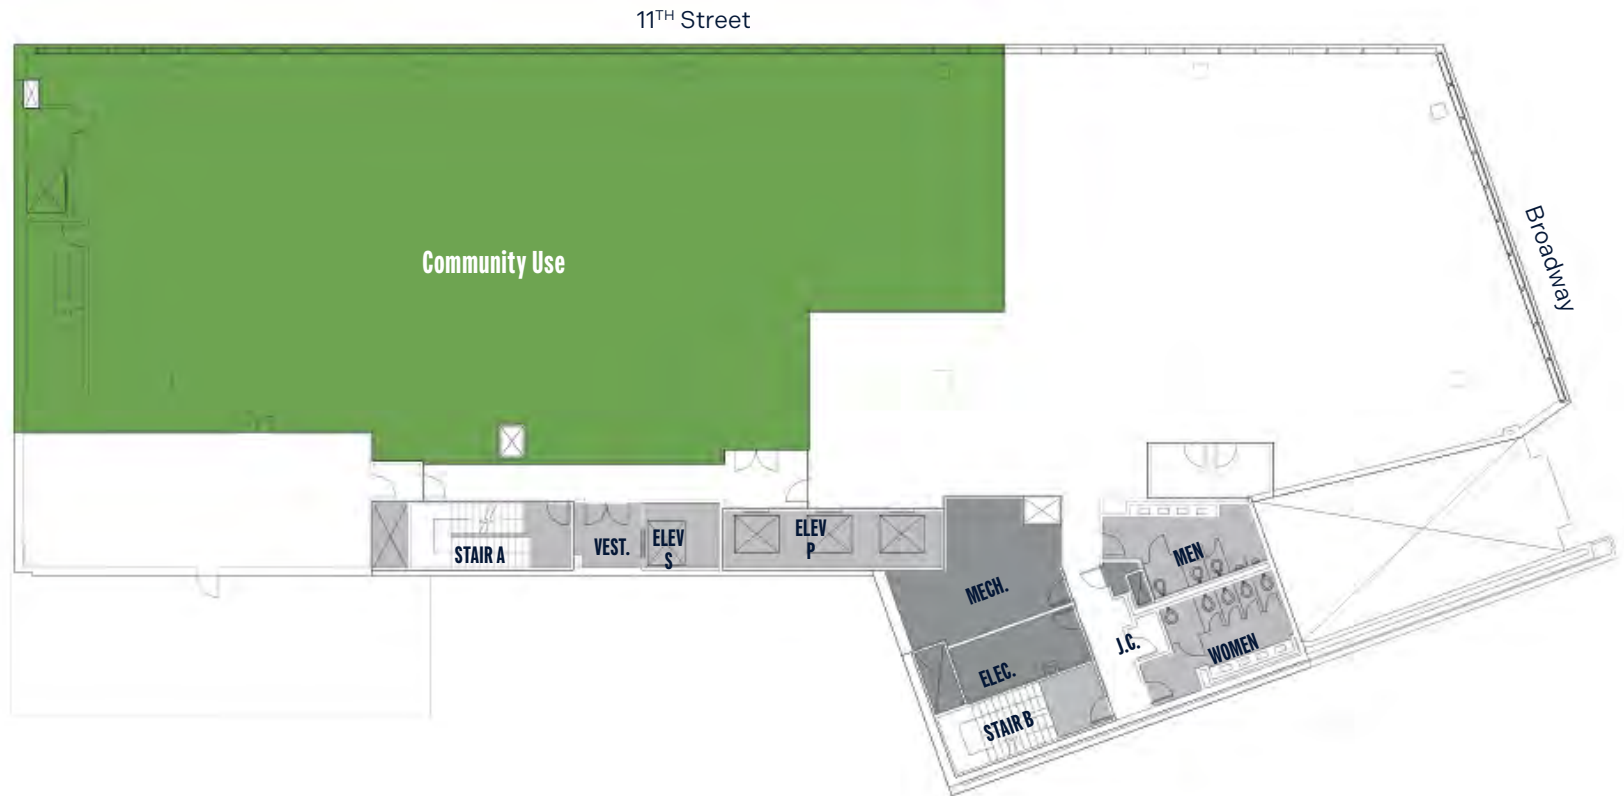 11TH Street
Broadway
Community Use
STAIR A
VEST.
ELEV
S
ELEV
P
MECH.
MEN
J.C.
WOMEN
ELEC.
STAIR B